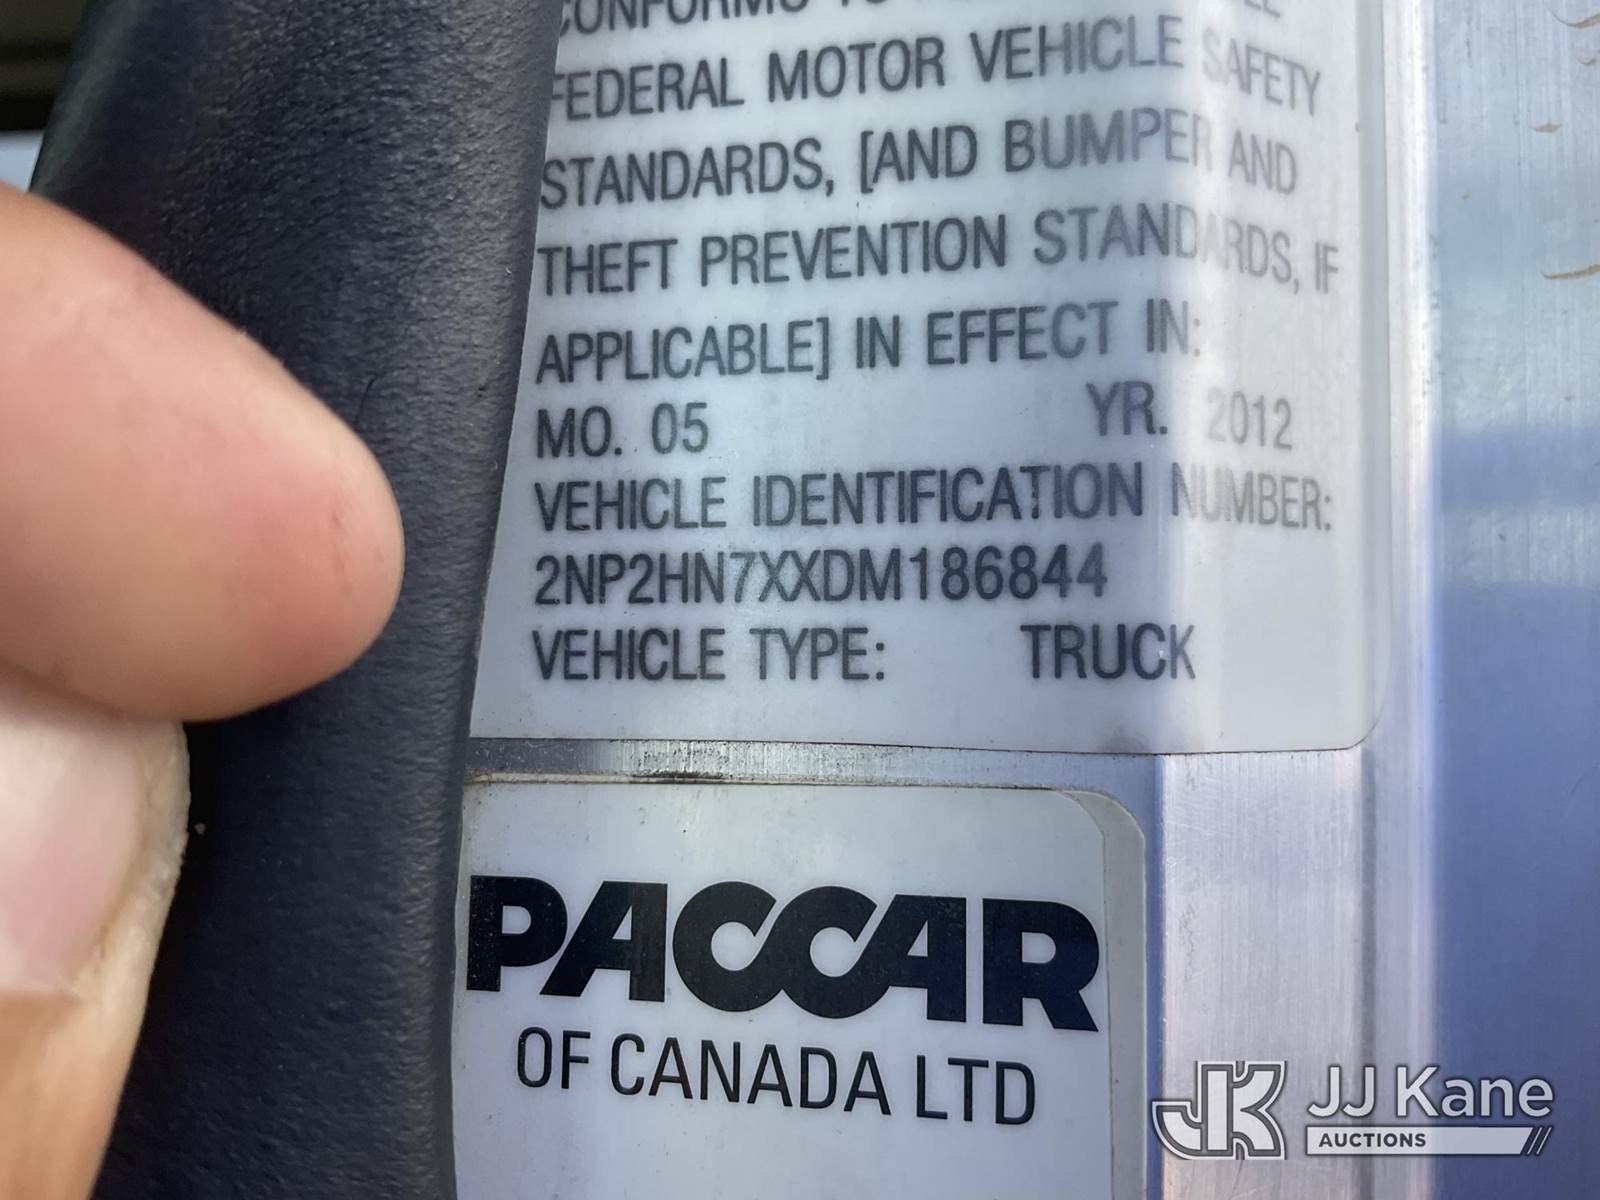 FEDERAL MOTOR VEHICLE SAFETY
STANDARDS, [AND BUMPER AND
THEFT PREVENTION STANDARDS, IF
APPLICABLE] IN EFFECT IN:
MO. 05 YR. 2012
VEHICLE IDENTIFICATION NUMBER:
2NP2HN7XXDM186844
VEHICLE TYPE: TRUCK
PACCAR
OF CANADA LTD
JK JJ Kane
AUCTIONS